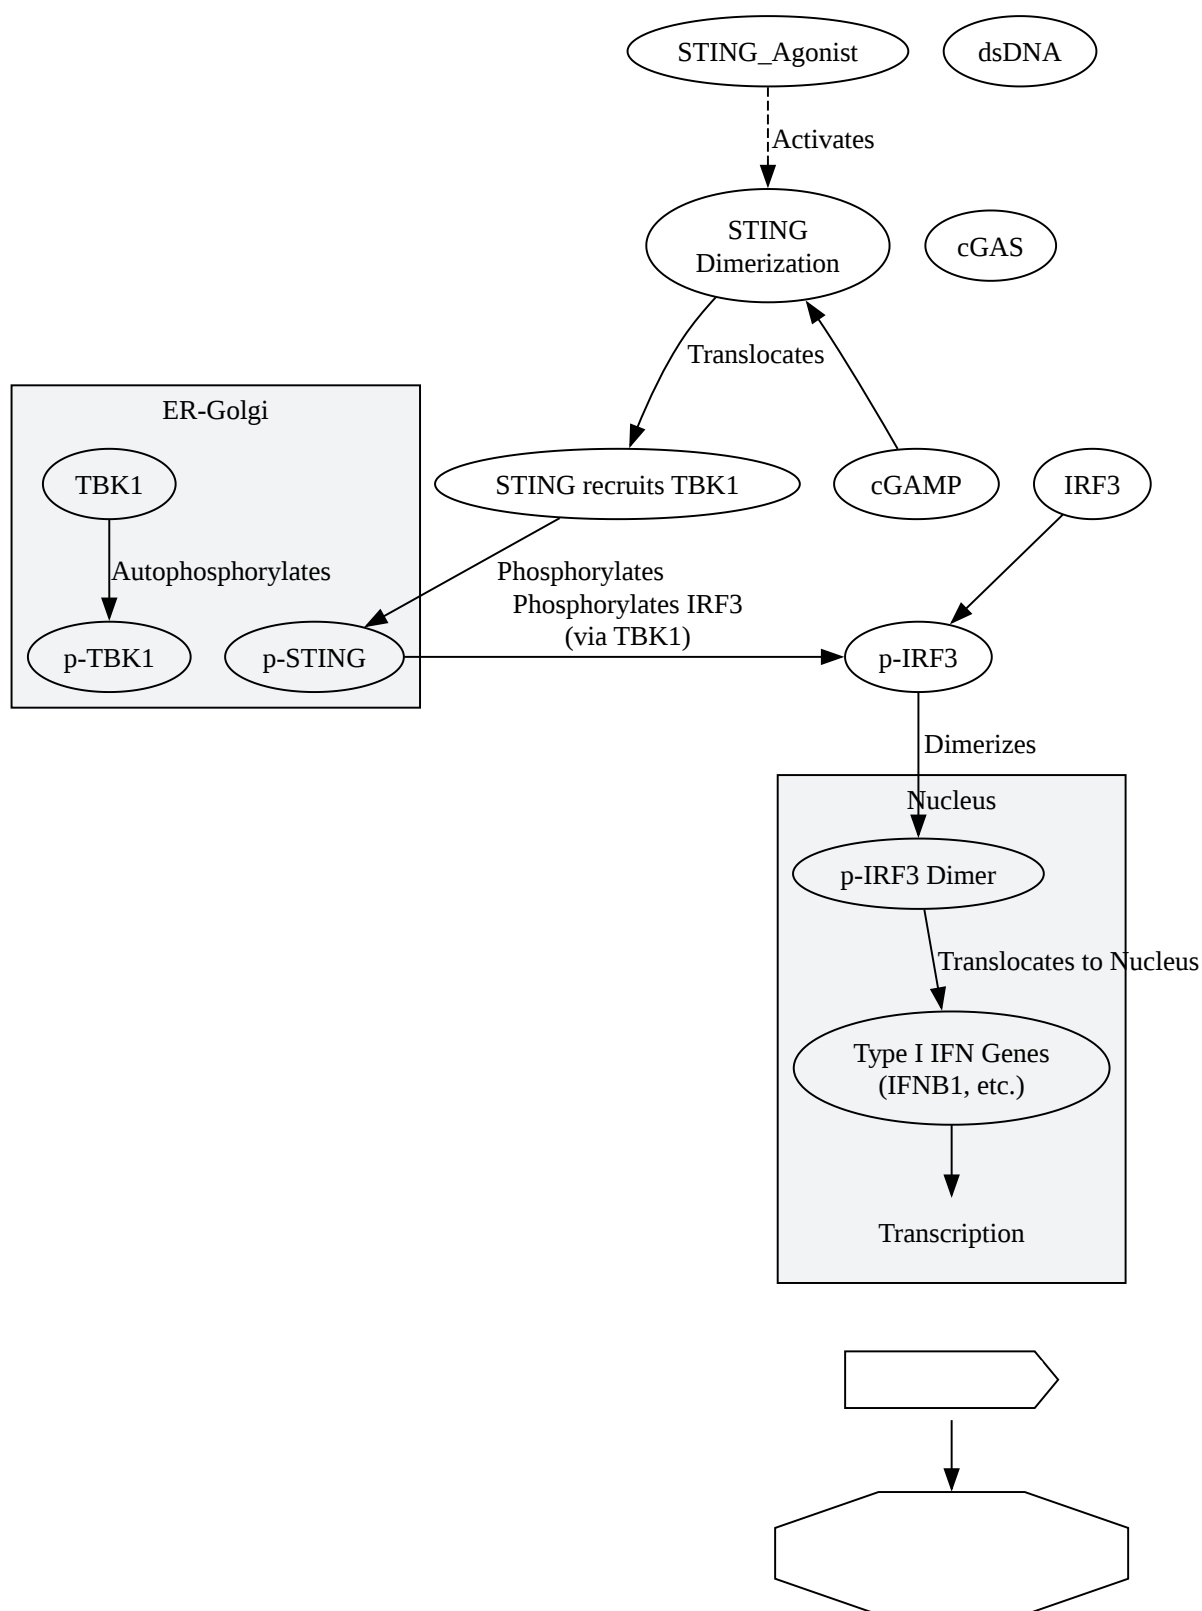 STING_Agonist
dsDNA
Activates
STING
Dimerization
cGAS
Translocates
ER-Golgi
TBK1
STING recruits TBK1
cGAMP
IRF3
Autophosphorylates
Phosphorylates
Phosphorylates IRF3
(via TBK1)
p-TBK1
p-STING
p-IRF3
Dimerizes
Nucleus
p-IRF3 Dimer
Translocates to Nucleus
Type I IFN Genes
(IFNB1, etc.)
Transcription